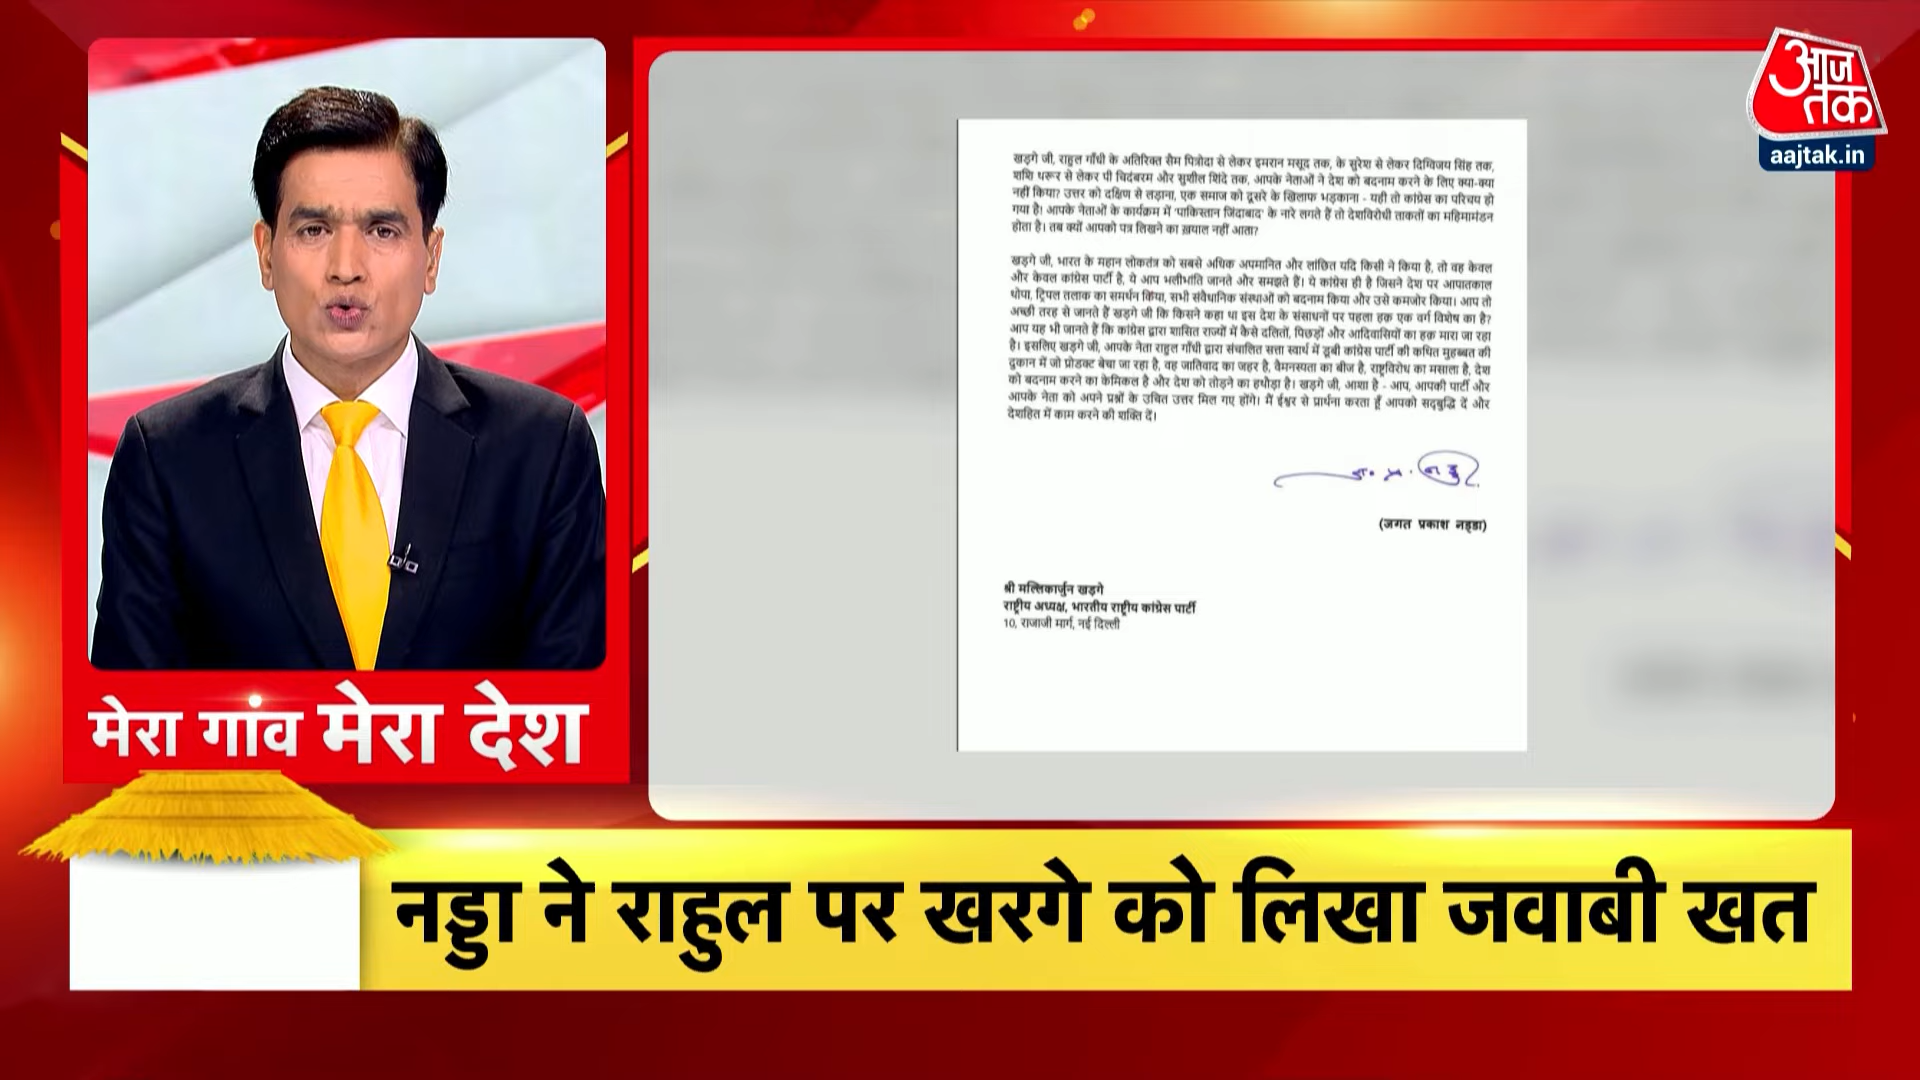 आज
तक
aajtak.in
खड़गे जी, राहुल गाँधी के अतिरिक्त सैम पित्रोदा से लेकर इमरान मसूद तक, के सुरेश से लेकर दिग्विजय सिंह तक,
शशि थरूर से लेकर पी चिदंबरम और सुशील शिंदे तक, आपके नेताओं ने देश को बदनाम करने के लिए क्या-क्या
नहीं किया? उत्तर को दक्षिण से लड़ाना, एक समाज को दूसरे के खिलाफ भड़काना - यही तो कांग्रेस का परिचय हो
गया है! आपके नेताओं के कार्यक्रम में 'पाकिस्तान जिंदाबाद' के नारे लगते हैं तो देशविरोधी ताकतों का महिमामंडन
होता है। तब क्यों आपको पत्र लिखने का ख़याल नहीं आता?
खड़गे जी, भारत के महान लोकतंत्र को सबसे अधिक अपमानित और लांछित यदि किसी ने किया है, तो वह केवल
और केवल कांग्रेस पार्टी है, ये आप भलीभांति जानते और समझते हैं। ये कांग्रेस ही है जिसने देश पर आपातकाल
थोपा, ट्रिपल तलाक का समर्थन किया, सभी संवैधानिक संस्थाओं को बदनाम किया और उसे कमजोर किया। आप तो
अच्छी तरह से जानते हैं खड़गे जी कि किसने कहा था इस देश के संसाधनों पर पहला हक़ एक वर्ग विशेष का है?
आप यह भी जानते हैं कि कांग्रेस द्वारा शासित राज्यों में कैसे दलितों, पिछड़ों और आदिवासियों का हक़ मारा जा रहा
है। इसलिए खड़गे जी, आपके नेता राहुल गाँधी द्वारा संचालित सत्ता स्वार्थ में डूबी कांग्रेस पार्टी की कथित मुहब्बत की
दुकान में जो प्रोडक्ट बेचा जा रहा है, वह जातिवाद का जहर है, वैमनस्यता का बीज है, राष्ट्रविरोध का मसाला है, देश
को बदनाम करने का केमिकल है और देश को तोड़ने का हथौड़ा है। खड़गे जी, आशा है - आप, आपकी पार्टी और
आपके नेता को अपने प्रश्नों के उचित उत्तर मिल गए होंगे। मैं ईश्वर से प्रार्थना करता हूँ आपको सद्बुद्धि दें और
देशहित में काम करने की शक्ति दें।
ज. प्र. नड्डा
(जगत प्रकाश नड्डा)
श्री मल्लिकार्जुन खड़गे
राष्ट्रीय अध्यक्ष, भारतीय राष्ट्रीय कांग्रेस पार्टी
10, राजाजी मार्ग, नई दिल्ली
मेरा गांव मेरा देश
नड्डा ने राहुल पर खरगे को लिखा जवाबी खत